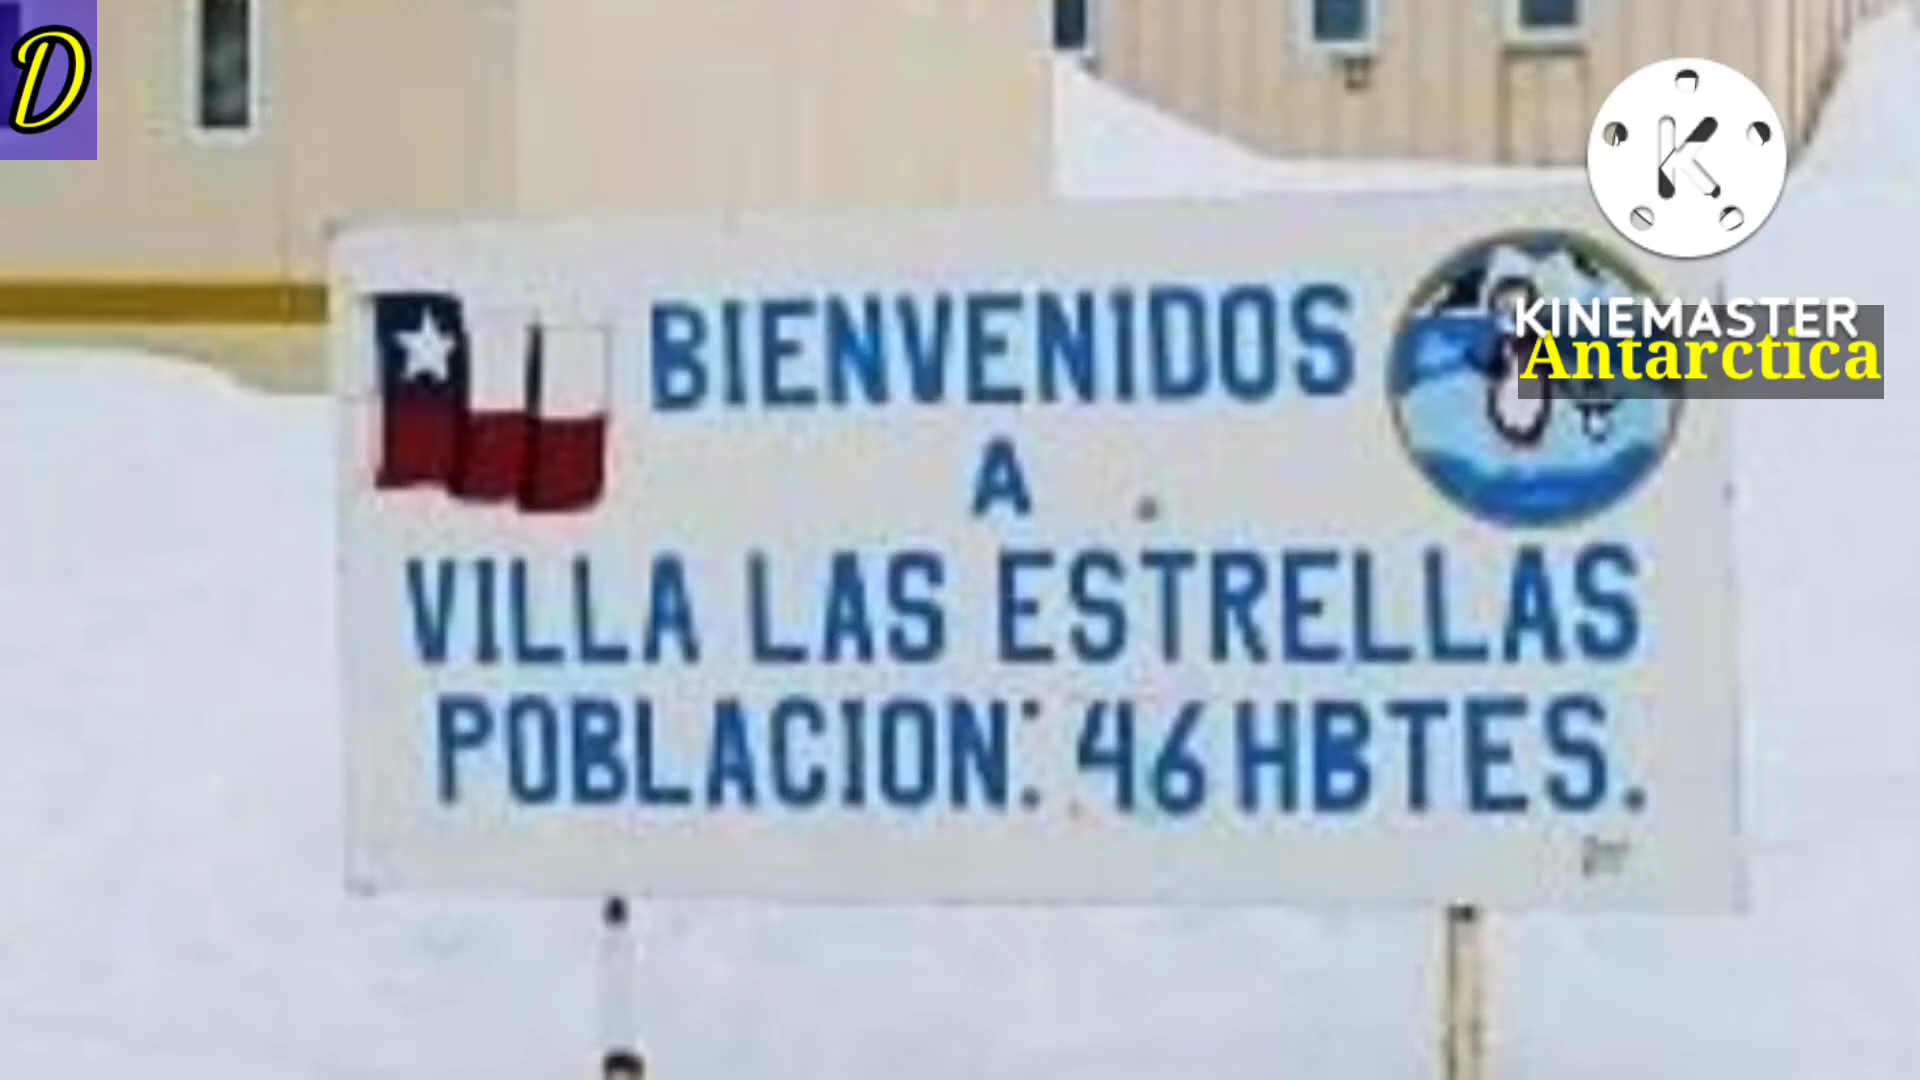 D
BIENVENIDOS
A
VILLA LAS ESTRELLAS
POBLACION: 46 HBTES.
K
KINEMASTER
Antarctica